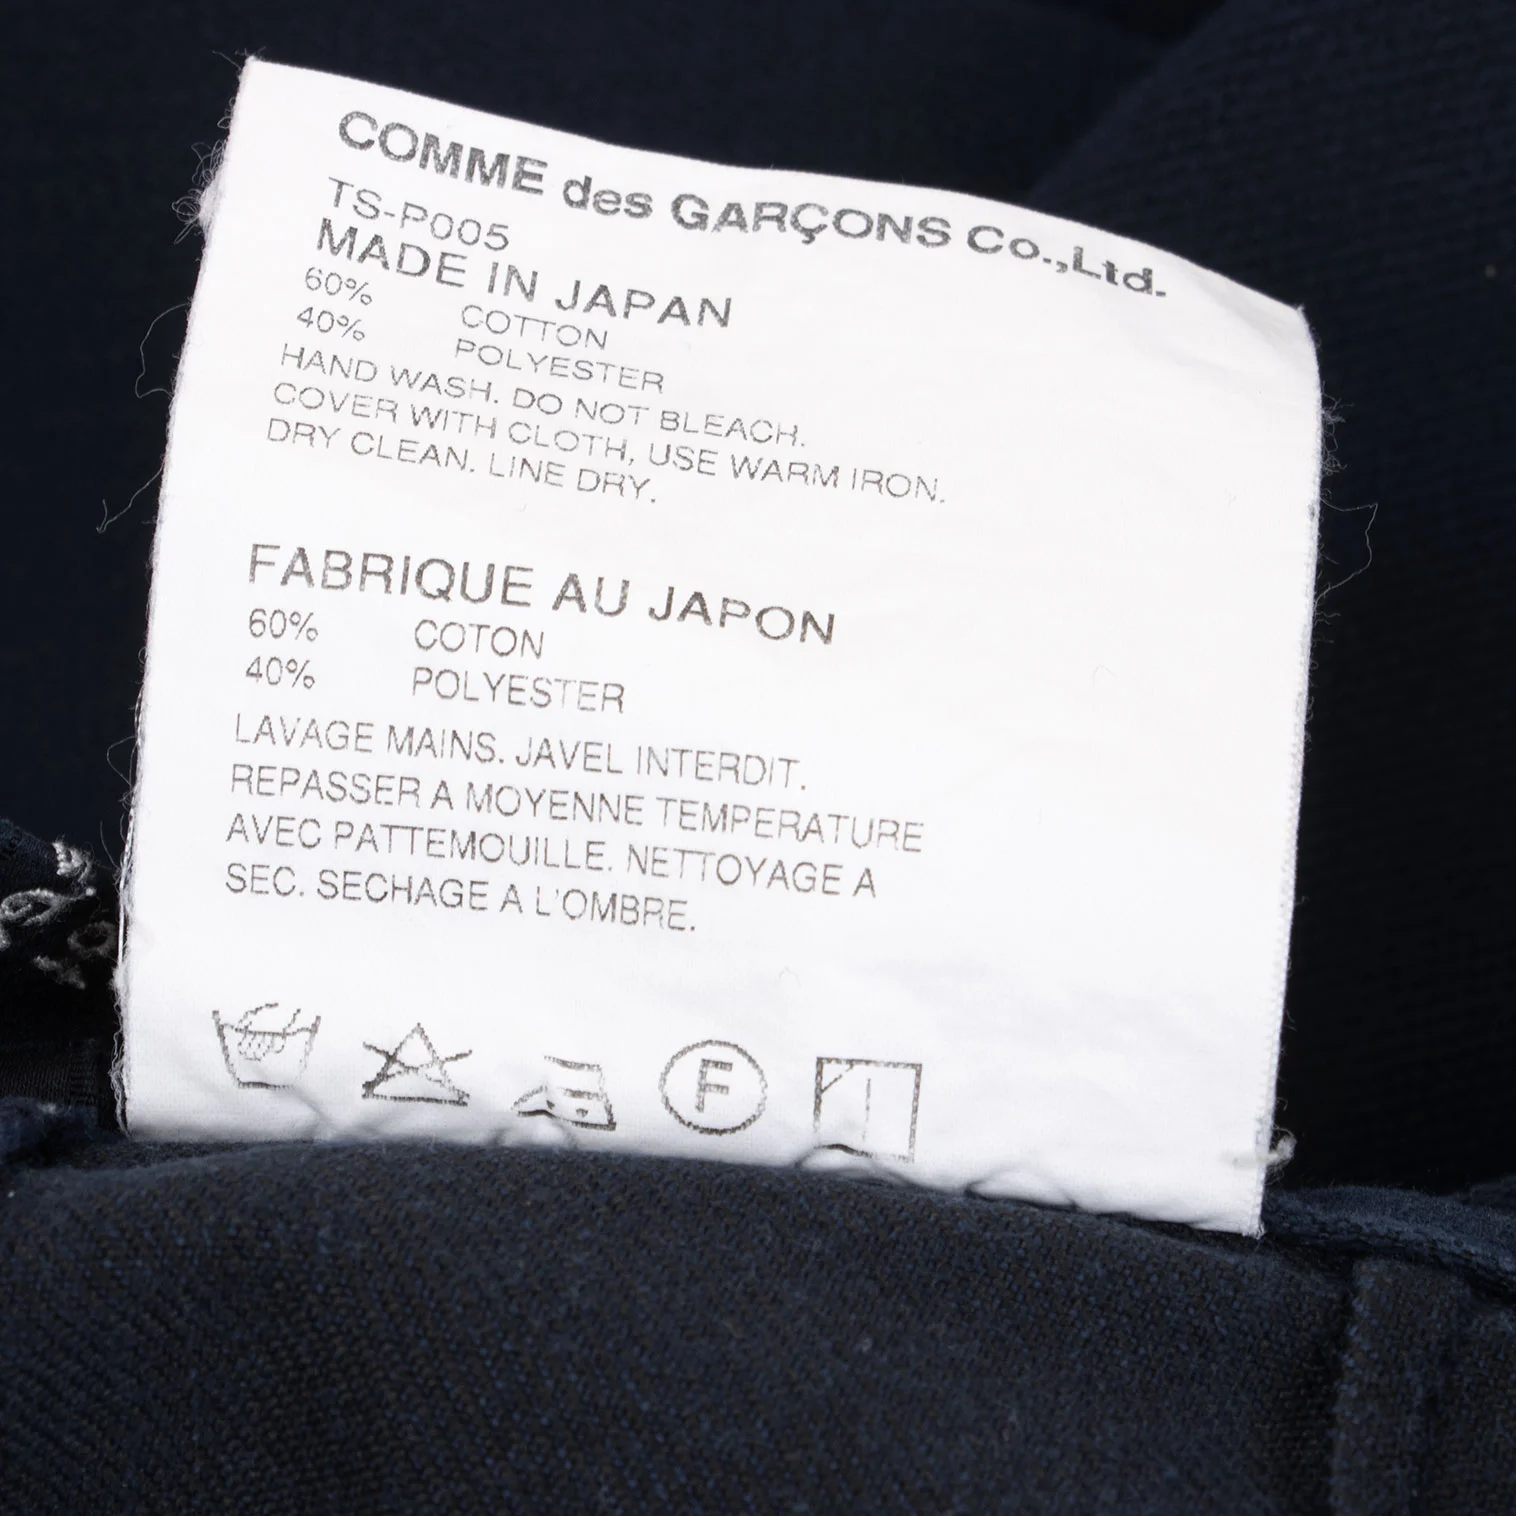 COMME des GARÇONS Co.,Ltd.
TS-P005
MADE IN JAPAN
60% COTTON
40% POLYESTER
HAND WASH. DO NOT BLEACH.
COVER WITH CLOTH, USE WARM IRON.
DRY CLEAN. LINE DRY.
FABRIQUE AU JAPON
60% COTON
40% POLYESTER
LAVAGE MAINS. JAVEL INTERDIT.
REPASSER A MOYENNE TEMPERATURE
AVEC PATTEMOUILLE. NETTOYAGE A
SEC. SECHAGE A L'OMBRE.
F